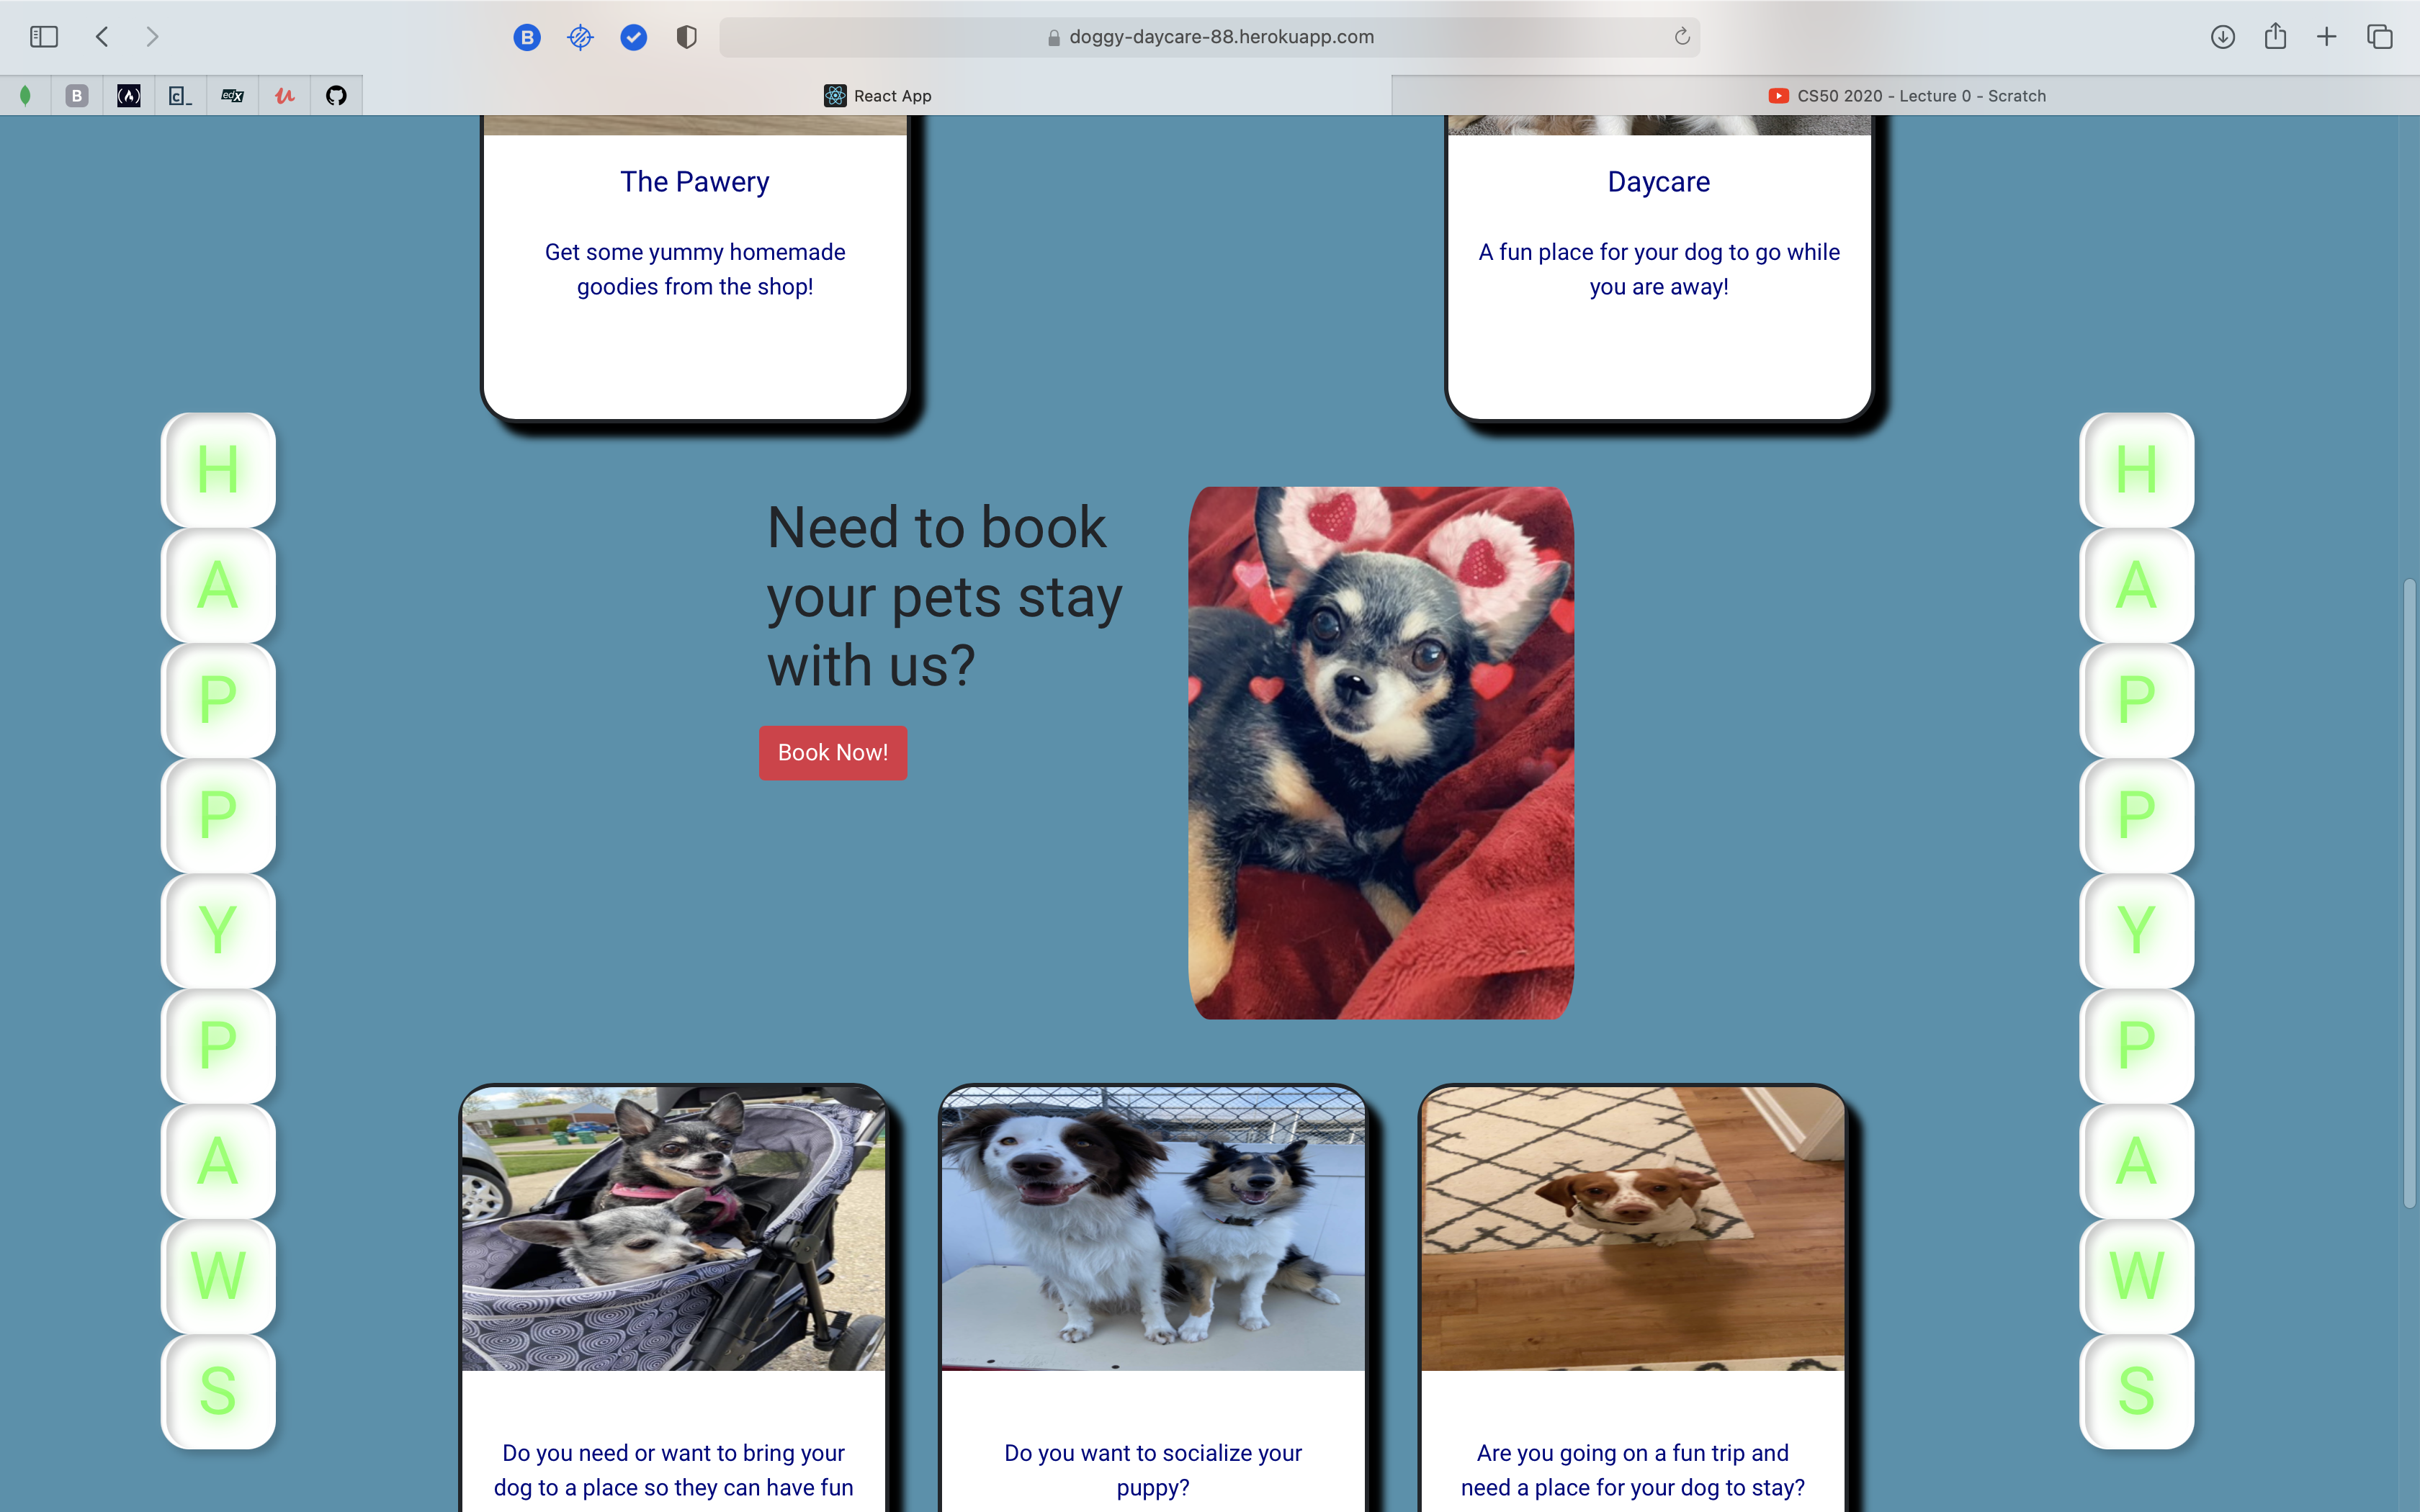 B
doggy-daycare-88.herokuapp.com
B
(A)
c_
edX
React App
CS50 2020 - Lecture 0 - Scratch
The Pawery
Get some yummy homemade
goodies from the shop!
Daycare
A fun place for your dog to go while
you are away!
H
A
P
P
Y
P
A
W
S
Need to book
your pets stay
with us?
Book Now!
H
A
P
P
Y
P
A
W
S
Do you need or want to bring your
dog to a place so they can have fun
Do you want to socialize your
puppy?
Are you going on a fun trip and
need a place for your dog to stay?